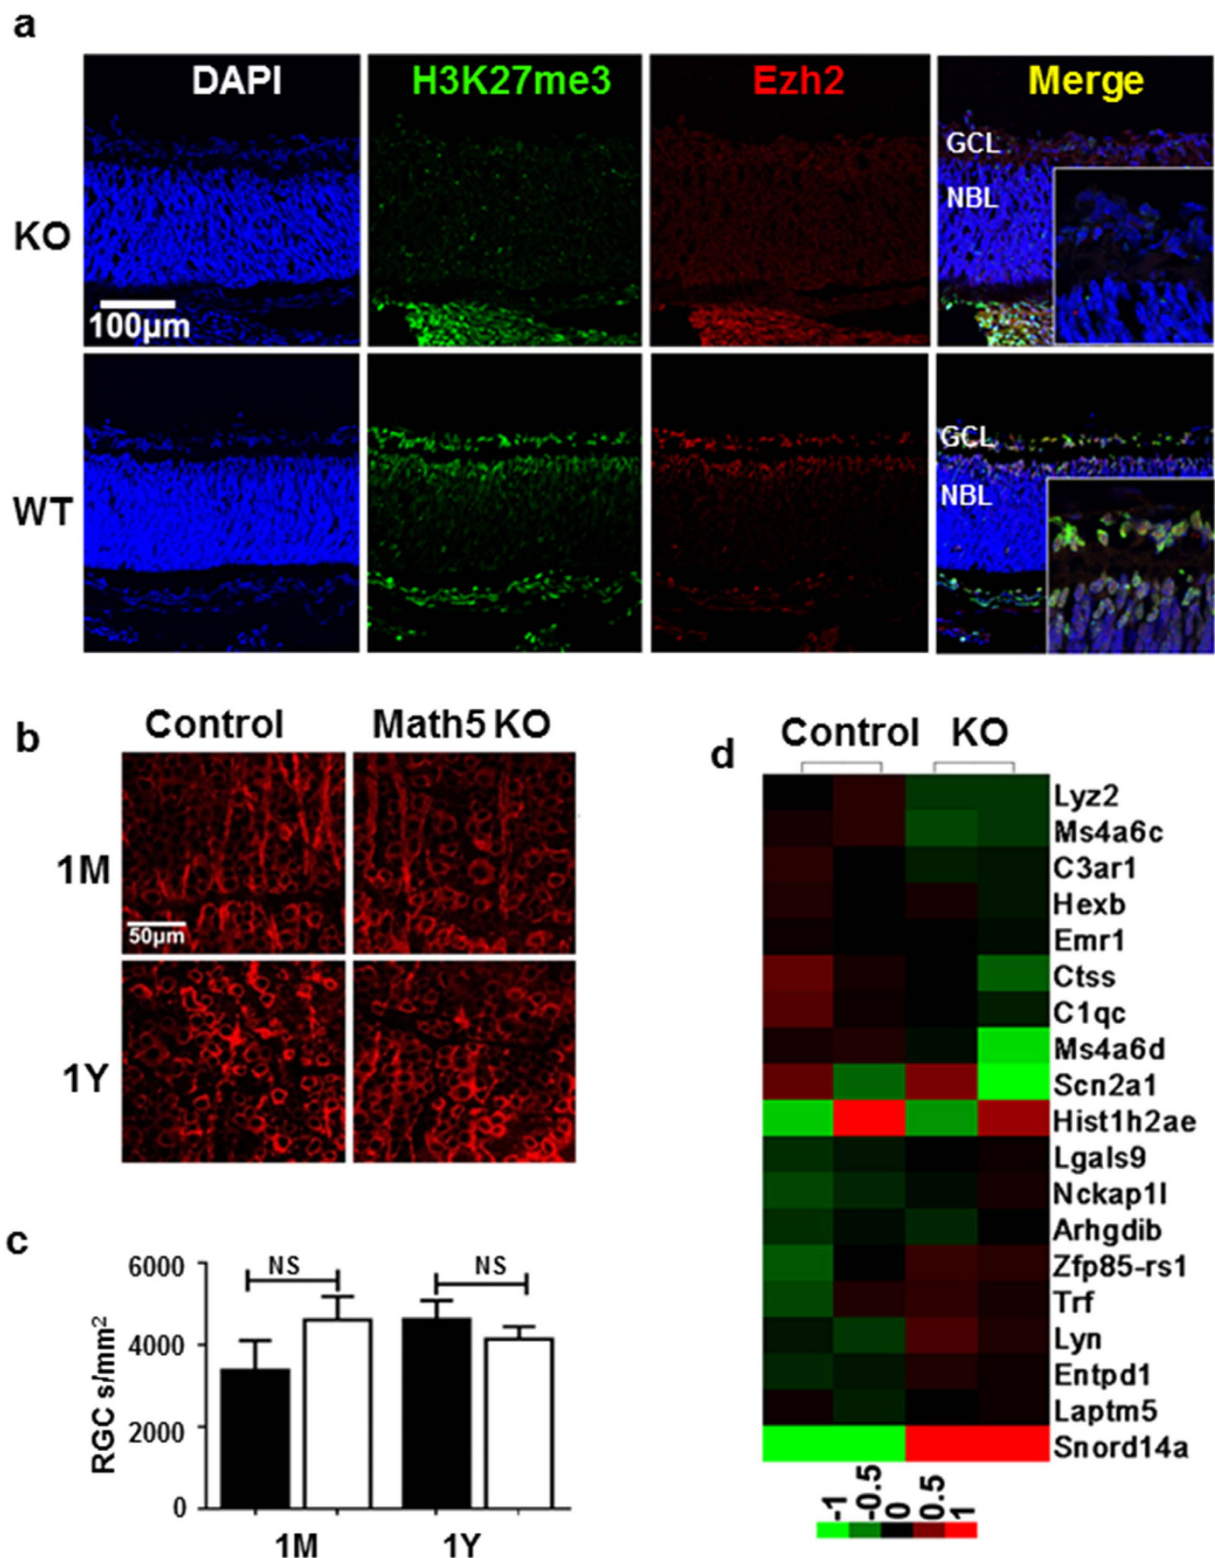 a
DAPI H3K27me3 Ezh2 Merge
KO
GCL
NBL
100µm
WT
GCL
NBL
b
Control Math5 KO
1M
50µm
1Y
c
6000
4000
2000
0
RGC s/mm²
NS NS
1M 1Y
d
Control KO
Lyz2
Ms4a6c
C3ar1
Hexb
Emr1
Ctss
C1qc
Ms4a6d
Scn2a1
Hist1h2ae
Lgals9
Nckap1l
Arhgdib
Zfp85-rs1
Trf
Lyn
Entpd1
Laptm5
Snord14a
-1 -0.5 0 0.5 1